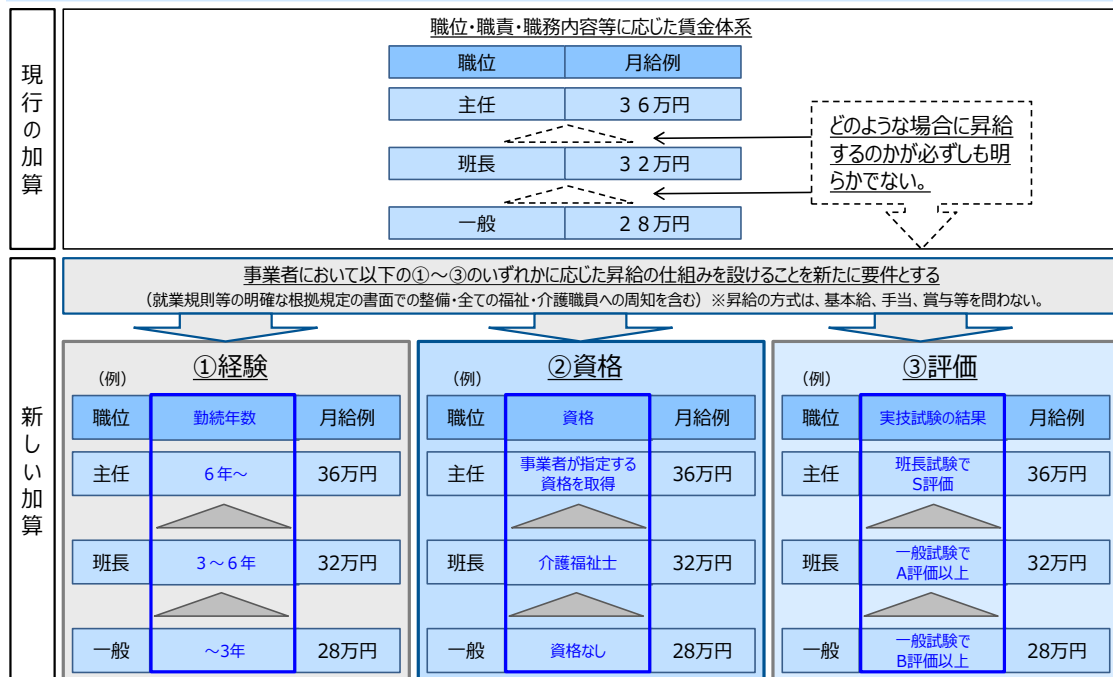 現行の加算
職位・職責・職務内容等に応じた賃金体系
職位 月給例
主任 36万円
班長 32万円
一般 28万円
どのような場合に昇給
するのかが必ずしも明
らかでない。
新しい加算
事業者において以下の①～③のいずれかに応じた昇給の仕組みを設けることを新たに要件とする
(就業規則等の明確な根拠規定の書面での整備・全ての福祉・介護職員への周知を含む) ※昇給の方式は、基本給、手当、賞与等を問わない。
(例) ①経験
職位 勤続年数 月給例
主任 6年～ 36万円
班長 3～6年 32万円
一般 ～3年 28万円
(例) ②資格
職位 資格 月給例
主任 事業者が指定する 36万円
資格を取得
班長 介護福祉士 32万円
一般 資格なし 28万円
(例) ③評価
職位 実技試験の結果 月給例
主任 班長試験で 36万円
S評価
班長 一般試験で 32万円
A評価以上
一般 一般試験で 28万円
B評価以上